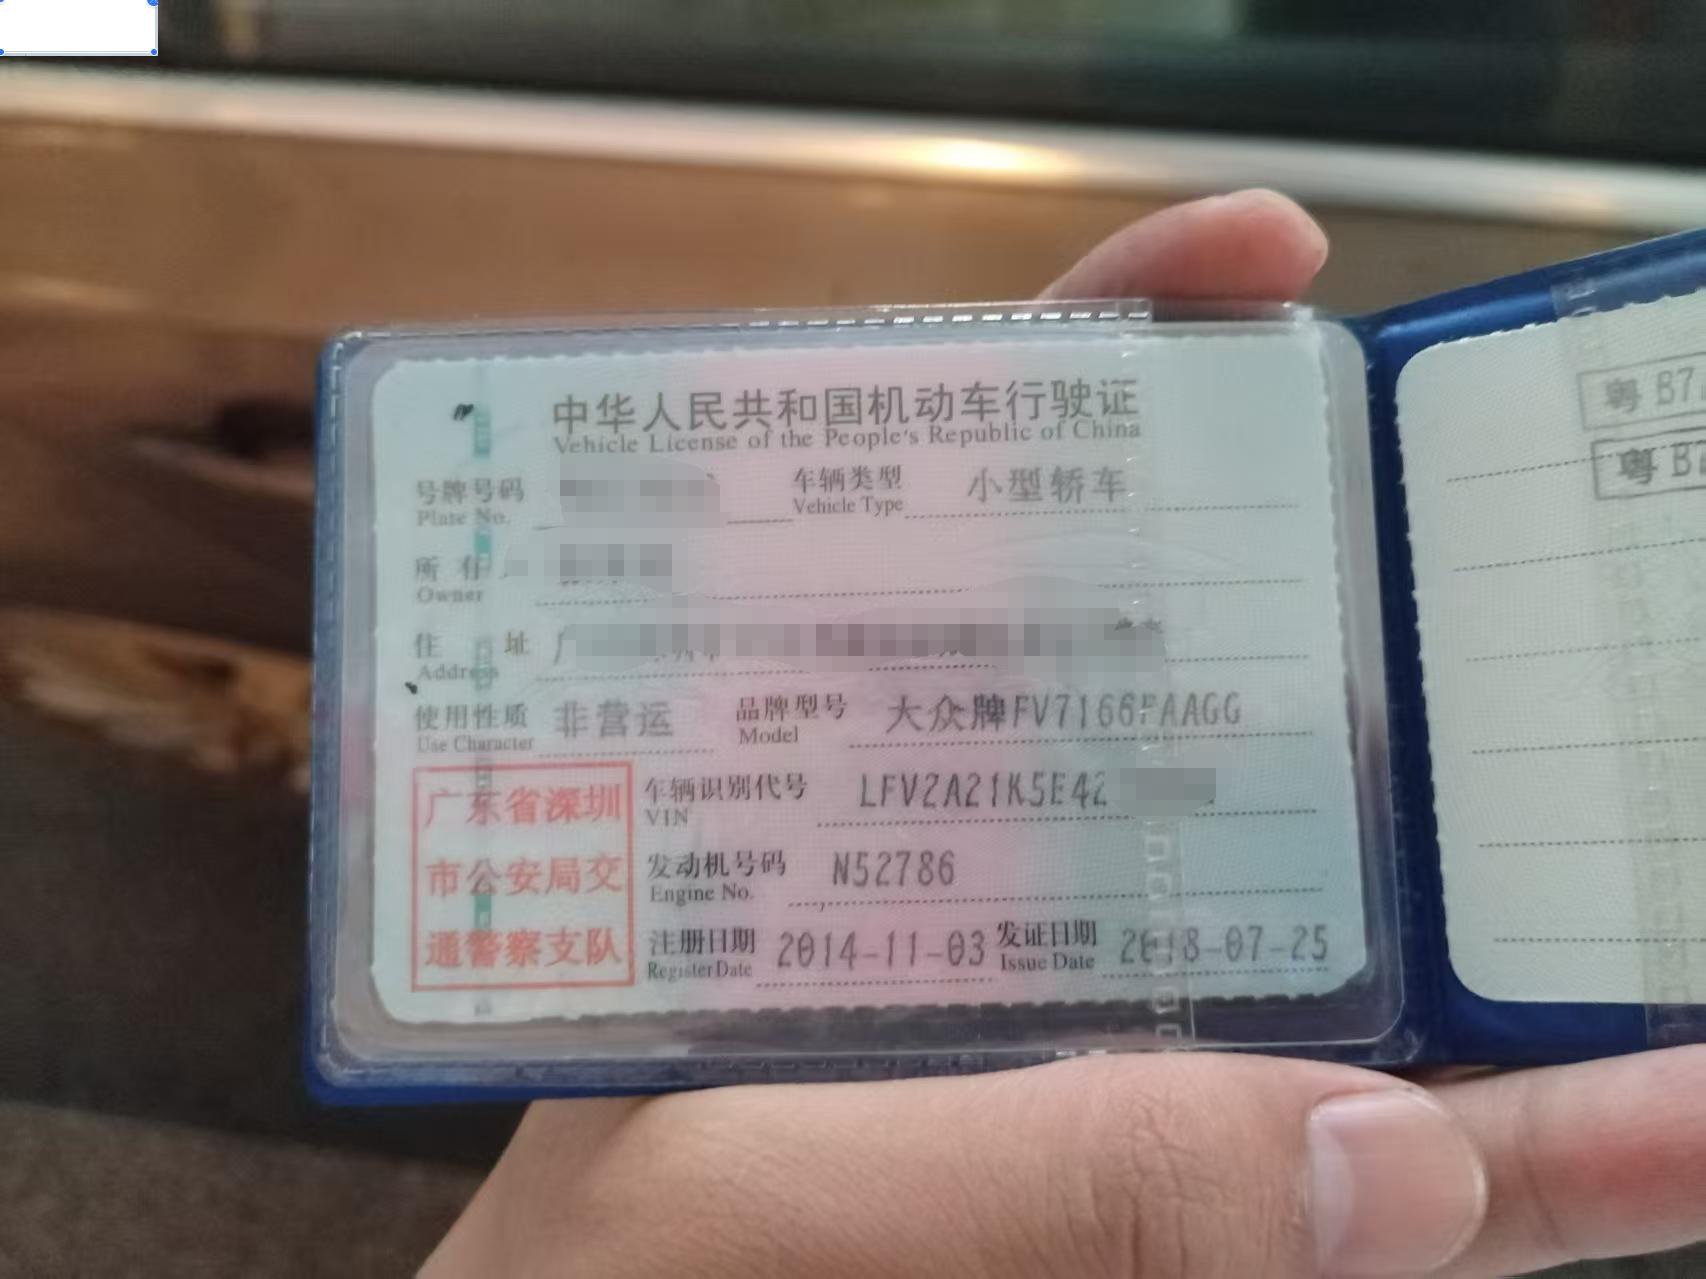 中华人民共和国机动车行驶证
Vehicle License of the People's Republic of China
号牌号码
Plate No.
车辆类型 小型轿车
Vehicle Type
所有
Owner
住 址
Address
使用性质 非营运
Use Character
品牌型号 大众牌FV7166FAAGG
Model
车辆识别代号 LFV2A21K5E42
VIN
发动机号码 N52786
Engine No.
注册日期 2014-11-03
Register Date
发证日期 2018-07-25
Issue Date
广东省深圳
市公安局交
通警察支队
粤 B7
粤 B